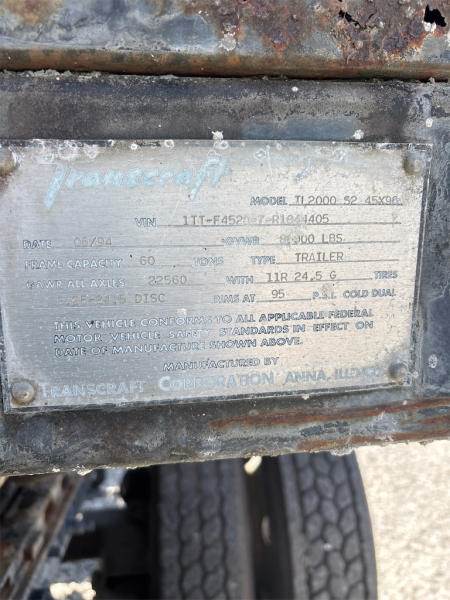 Transcraft
MODEL TL2000 52 45X96
VIN 1TT-F4520-7-R1044405
DATE 06/94 GVWR LBS
FRAME CAPACITY 60 TONS TYPE TRAILER
GAWR ALL AXLES 22560 WITH 11R 24.5 G TIRES
DISC RIMS AT 95 P.S.I. COLD DUAL
THIS VEHICLE CONFORMS TO ALL APPLICABLE FEDERAL
MOTOR VEHICLE SAFETY STANDARDS IN EFFECT ON
DATE OF MANUFACTURE SHOWN ABOVE.
MANUFACTURED BY
TRANSCRAFT CORPORATION ANNA, ILLINOIS